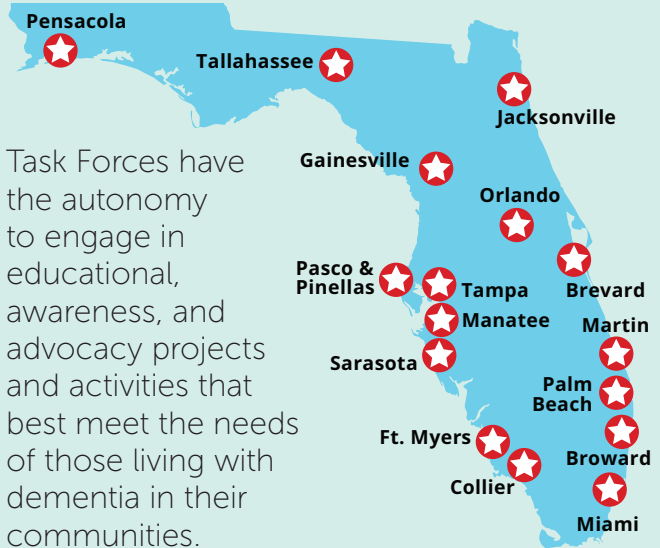 Pensacola
Tallahassee
Jacksonville
Task Forces have
the autonomy
to engage in
educational,
awareness, and
advocacy projects
and activities that
best meet the needs
of those living with
dementia in their
communities.
Gainesville
Orlando
Pasco &
Pinellas
Tampa
Brevard
Manatee
Martin
Sarasota
Palm
Beach
Ft. Myers
Broward
Collier
Miami